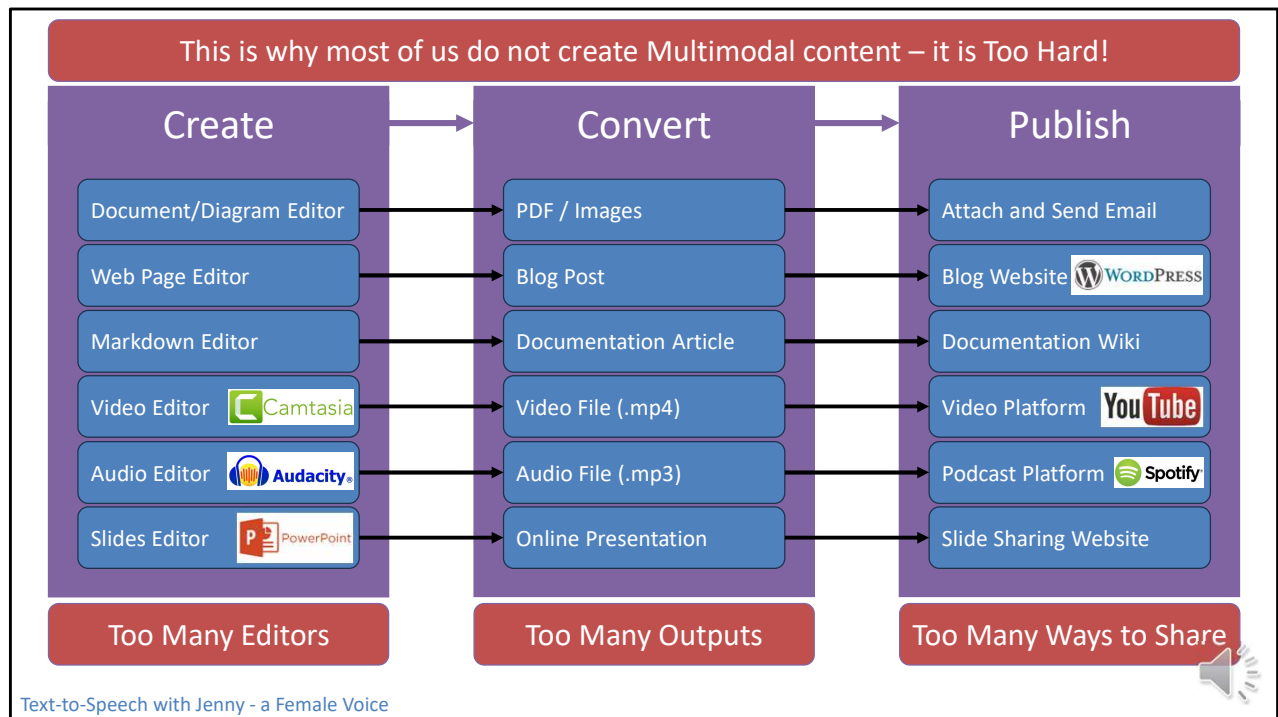 This is why most of us do not create Multimodal content – it is Too Hard!
Create
Convert
Publish
Document/Diagram Editor
PDF / Images
Attach and Send Email
Web Page Editor
Blog Post
Blog Website WORDPRESS
Markdown Editor
Documentation Article
Documentation Wiki
Video Editor Camtasia
Video File (.mp4)
Video Platform YouTube
Audio Editor Audacity®
Audio File (.mp3)
Podcast Platform Spotify
Slides Editor P PowerPoint
Online Presentation
Slide Sharing Website
Too Many Editors
Too Many Outputs
Too Many Ways to Share
Text-to-Speech with Jenny - a Female Voice